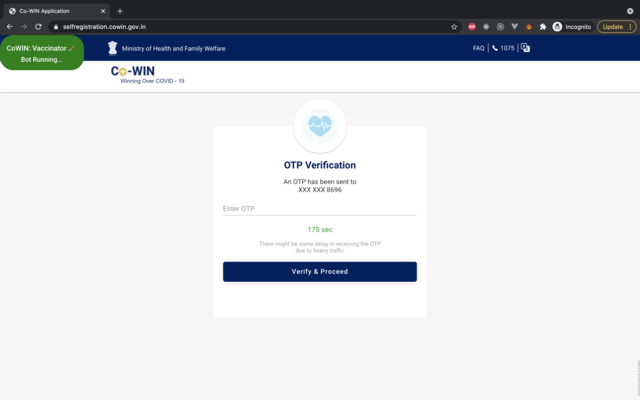 Co-WIN Application
selfregistration.cowin.gov.in
Incognito
Update
CoWIN: Vaccinator
Bot Running...
Ministry of Health and Family Welfare
FAQ
1075
Co-WIN
Winning Over COVID - 19
OTP Verification
An OTP has been sent to
XXX XXX 8696
Enter OTP
175 sec
There might be some delay in receiving the OTP
due to heavy traffic
Verify & Proceed